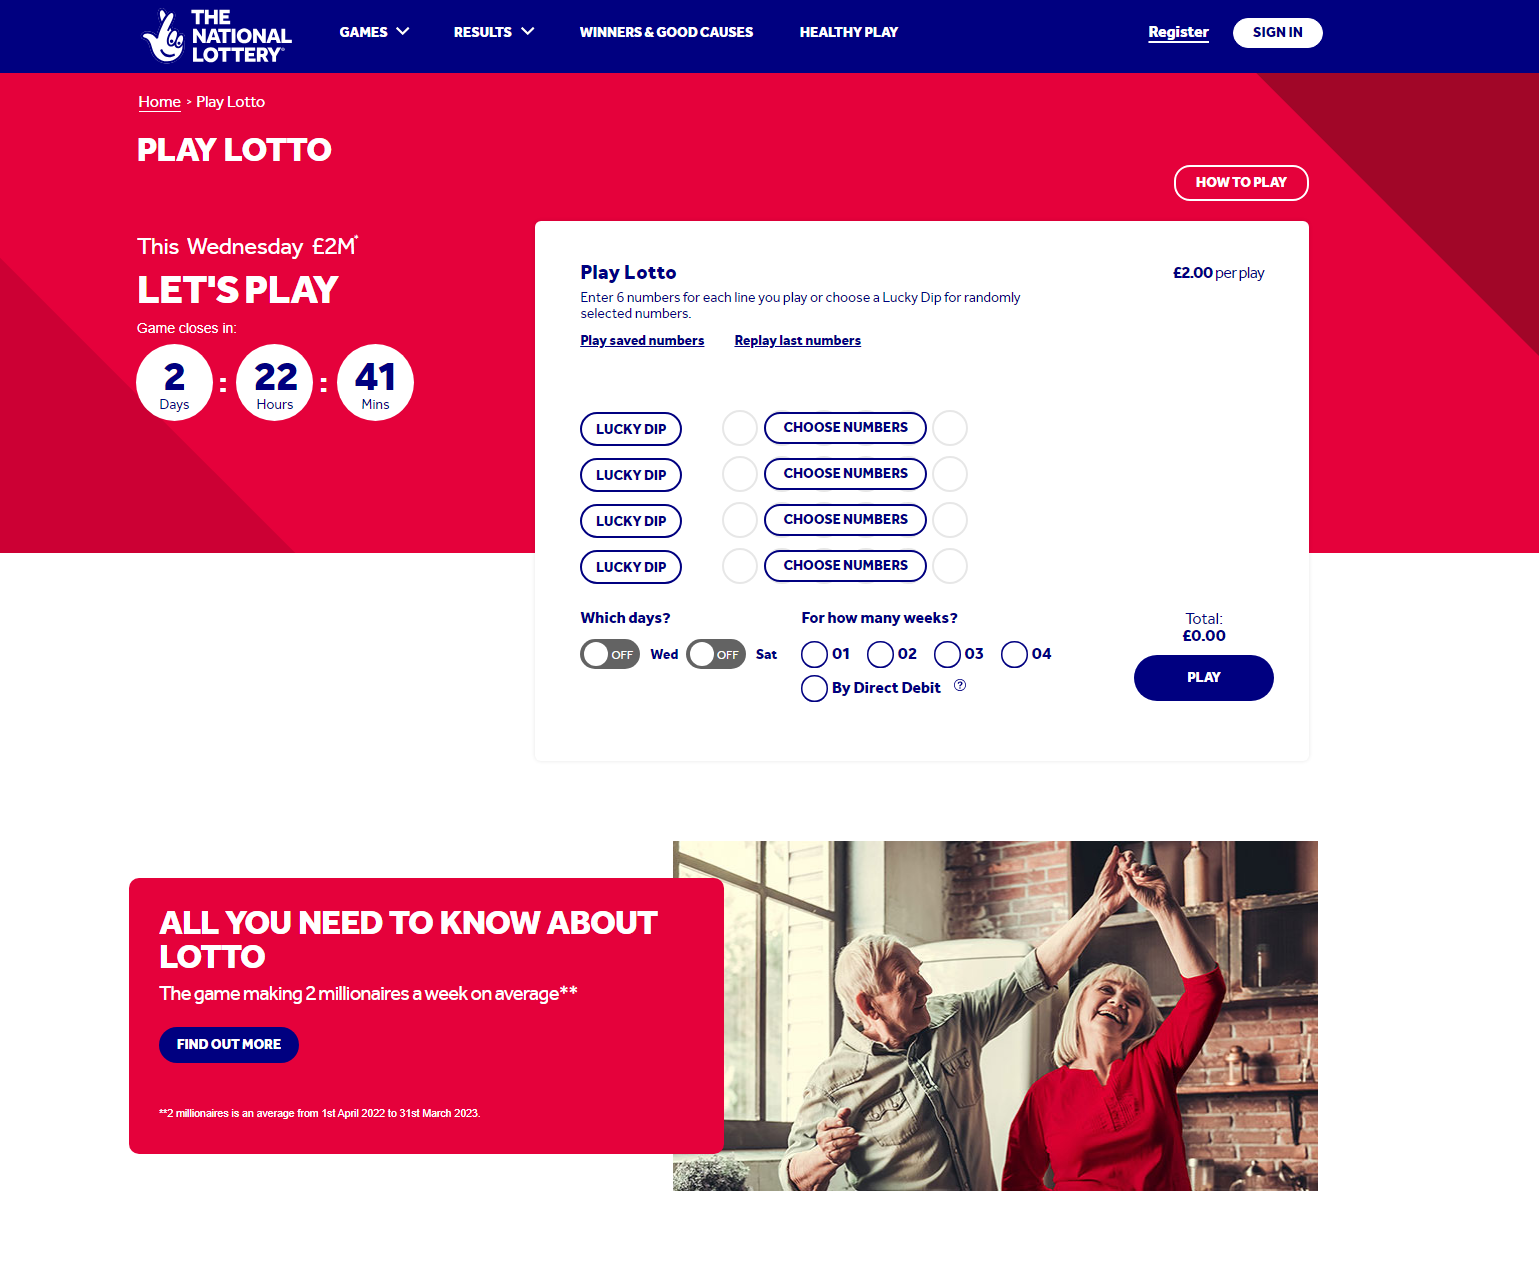 THE
NATIONAL
LOTTERY®
GAMES
RESULTS
WINNERS & GOOD CAUSES
HEALTHY PLAY
Register
SIGN IN
Home > Play Lotto
PLAY LOTTO
HOW TO PLAY
This Wednesday £2M*
LET'S PLAY
Game closes in:
2 : 22 : 41
Days Hours Mins
Play Lotto
£2.00 per play
Enter 6 numbers for each line you play or choose a Lucky Dip for randomly
selected numbers.
Play saved numbers Replay last numbers
LUCKY DIP CHOOSE NUMBERS
LUCKY DIP CHOOSE NUMBERS
LUCKY DIP CHOOSE NUMBERS
LUCKY DIP CHOOSE NUMBERS
Which days?
OFF Wed OFF Sat
For how many weeks?
01 02 03 04
By Direct Debit ?
Total:
£0.00
PLAY
ALL YOU NEED TO KNOW ABOUT
LOTTO
The game making 2 millionaires a week on average**
FIND OUT MORE
**2 millionaires is an average from 1st April 2022 to 31st March 2023.